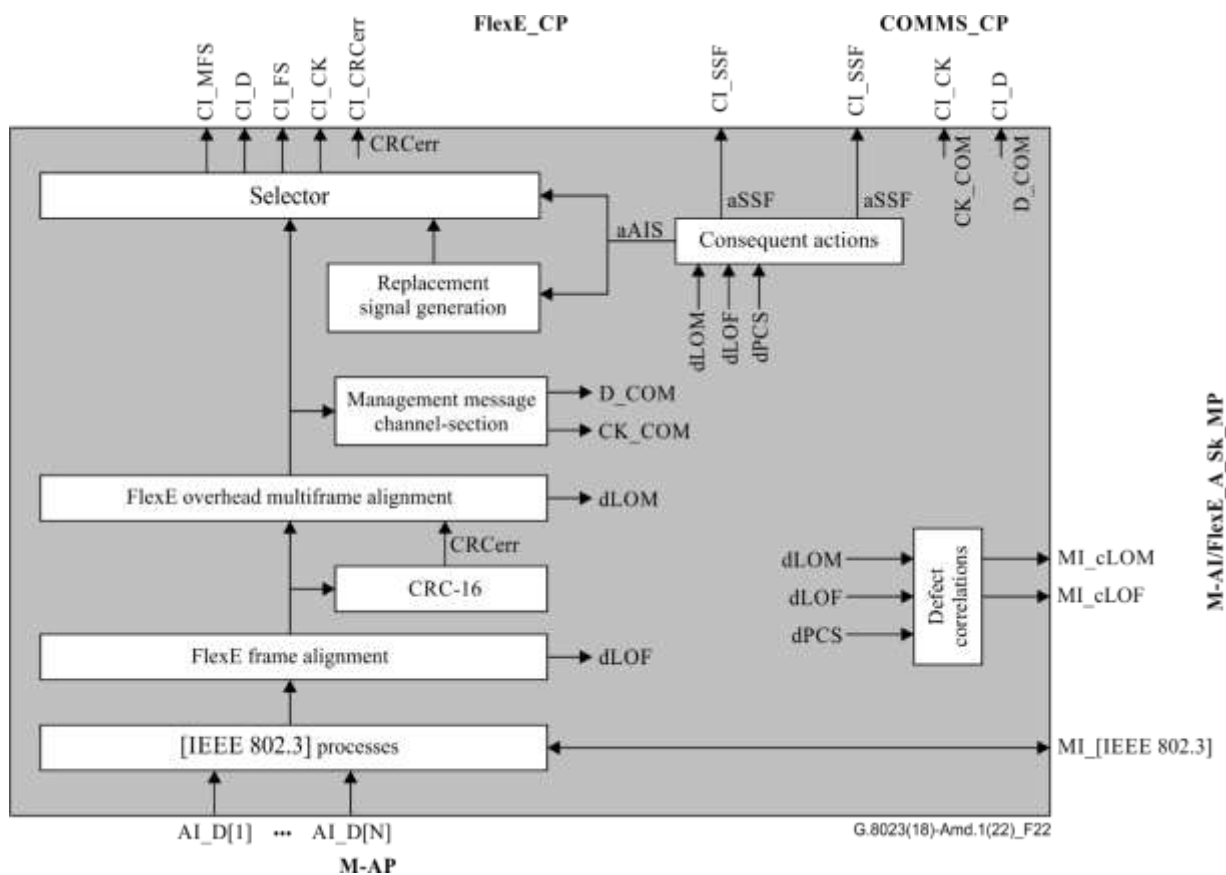 FlexE_CP
COMMS_CP
CI_MFS
CI_D
CI_FS
CI_CK
CI_CRCerr
CI_SSF
CI_SSF
CI_CK
CI_D
CRCerr
CK_COM
D_COM
Selector
aSSF
aSSF
aAIS
Consequent actions
Replacement
signal generation
dLOM
dLOF
dPCS
Management message
channel-section
D_COM
CK_COM
FlexE overhead multiframe alignment
dLOM
CRCerr
CRC-16
FlexE frame alignment
dLOF
dLOM
dLOF
dPCS
Defect
correlations
MI_cLOM
MI_cLOF
M-AI/FlexE_A_Sk_MP
[IEEE 802.3] processes
MI_[IEEE 802.3]
AI_D[1] ••• AI_D[N]
G.8023(18)-Amd.1(22)_F22
M-AP